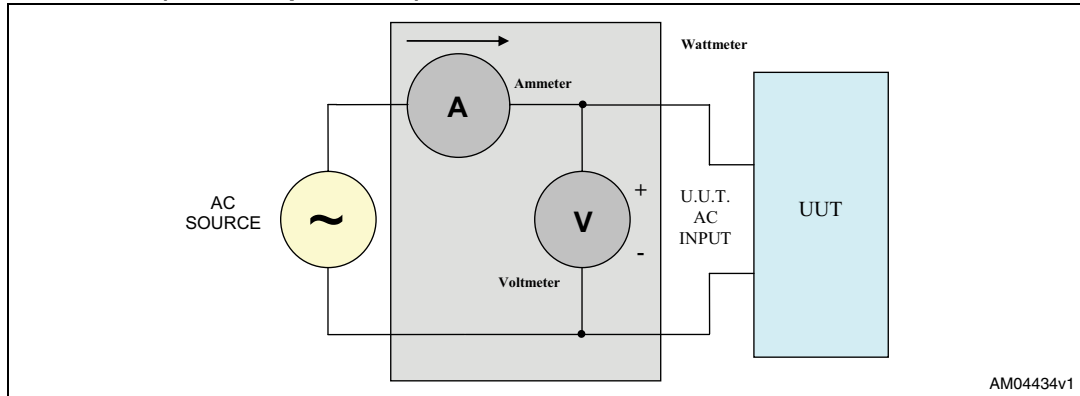 Wattmeter
Ammeter
A
AC
SOURCE
~
V
+
-
U.U.T.
AC
INPUT
UUT
Voltmeter
AM04434v1